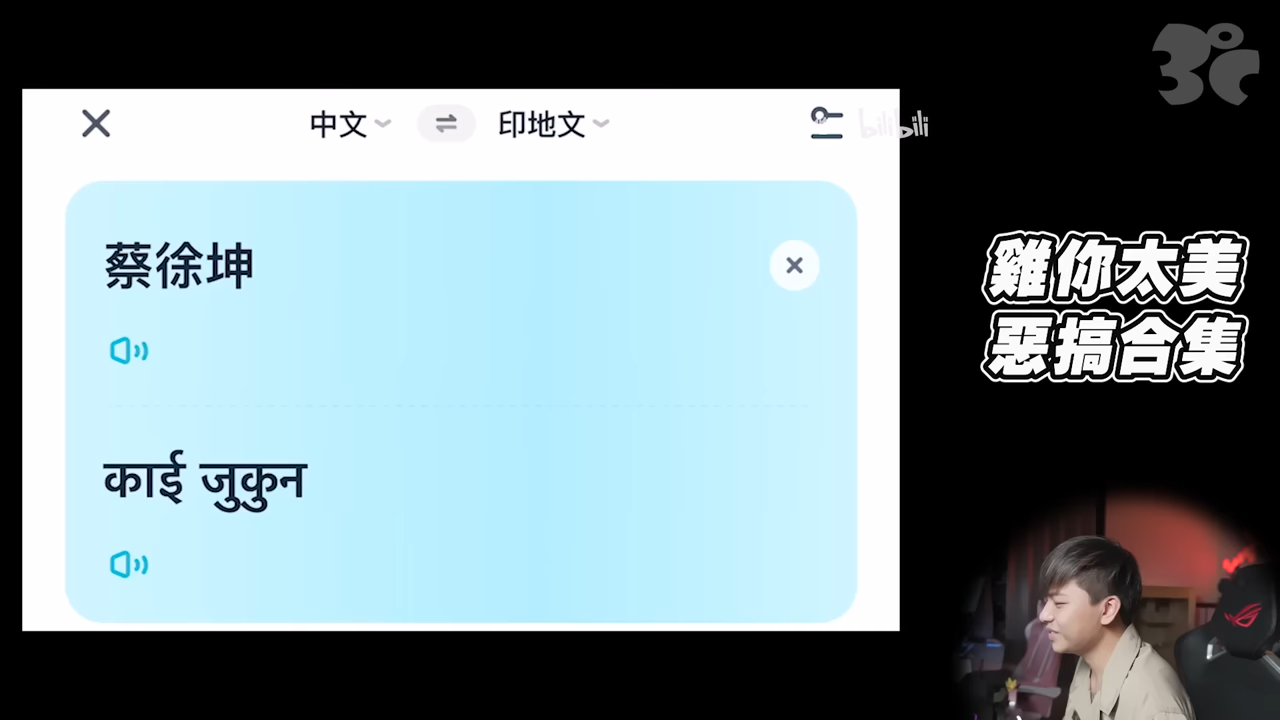 中文
印地文
bilibili
蔡徐坤
काई जुकुन
雞你太美
惡搞合集